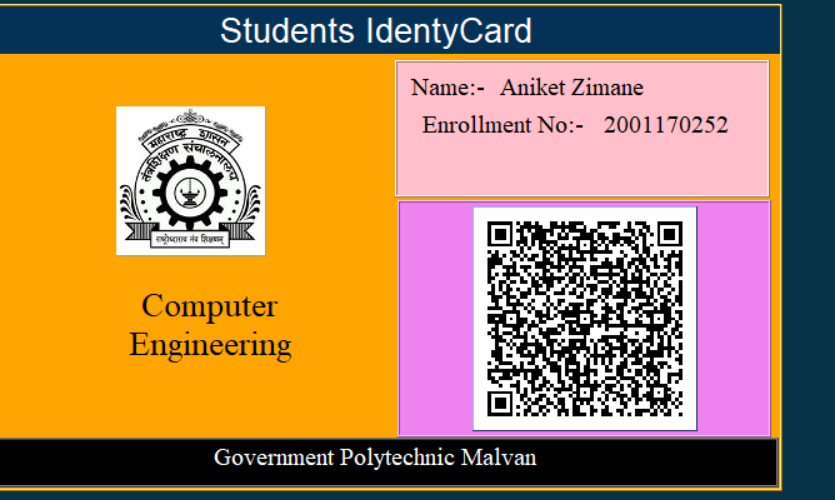 Students IdentyCard
Name:- Aniket Zimane
Enrollment No:- 2001170252
महाराष्ट्र शासन
तंत्रशिक्षण संचालनालय
Computer
Engineering
Government Polytechnic Malvan